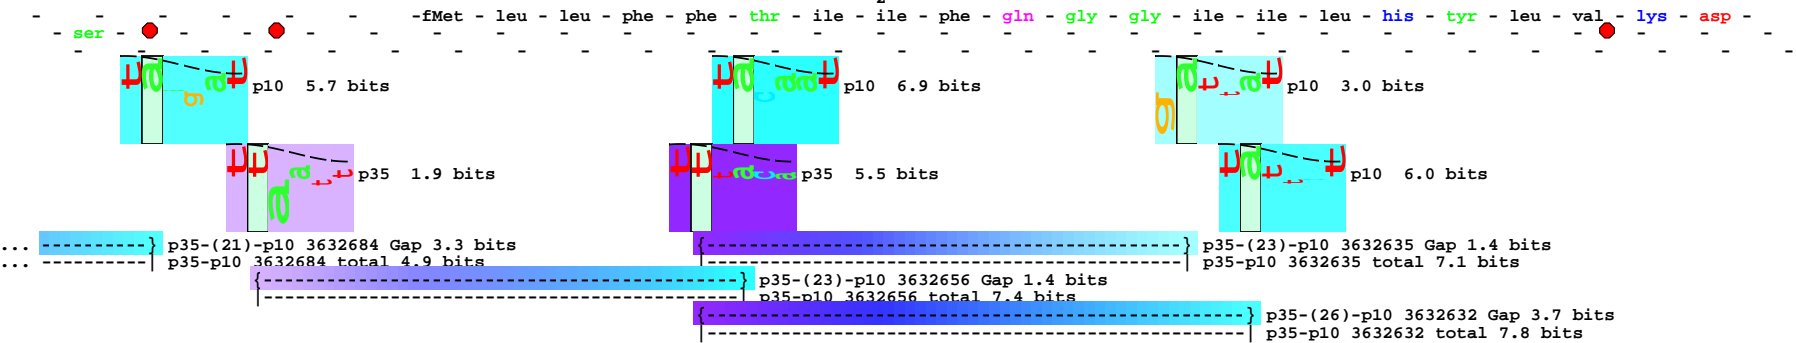 - - - - - - -fMet - leu - leu - phe - phe - thr - ile - ile - phe - gln - gly - gly - ile - ile - leu - his - tyr - leu - val - lys - asp -
- ser - - - - - - - - - - - - - - - - - - - - - - - - - -
- - - - - - - - - - - - - - - - - - - - - - - - - - - -
p10 5.7 bits p10 6.9 bits p10 3.0 bits
p35 1.9 bits p35 5.5 bits p10 6.0 bits
... -----------} p35-(21)-p10 3632684 Gap 3.3 bits {---------------------------------------------} p35-(23)-p10 3632635 Gap 1.4 bits
... ----------| p35-p10 3632684 total 4.9 bits |---------------------------------------------| p35-p10 3632635 total 7.1 bits
{---------------------------------------------} p35-(23)-p10 3632656 Gap 1.4 bits
|---------------------------------------------| p35-p10 3632656 total 7.4 bits
{---------------------------------------------------} p35-(26)-p10 3632632 Gap 3.7 bits
|---------------------------------------------------| p35-p10 3632632 total 7.8 bits